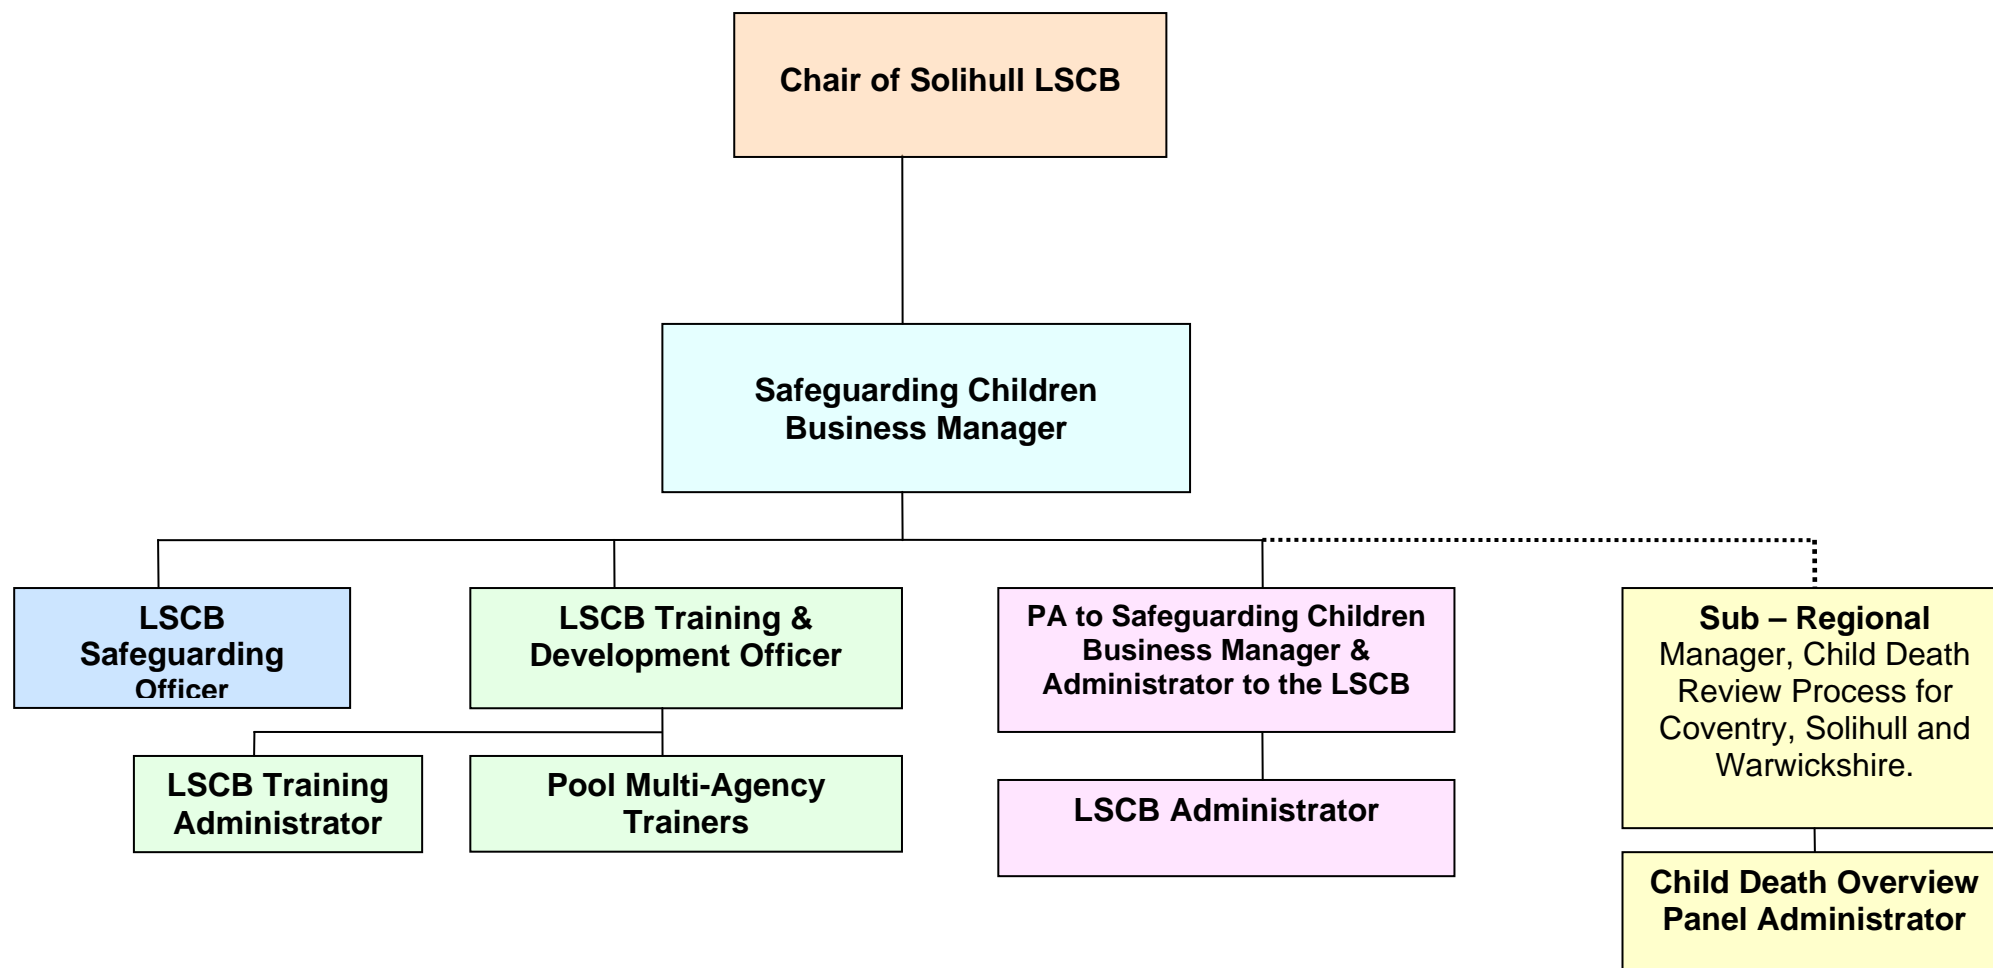 Chair of Solihull LSCB
Safeguarding Children
Business Manager
LSCB
Safeguarding
Officer
LSCB Training &
Development Officer
PA to Safeguarding Children
Business Manager &
Administrator to the LSCB
Sub – Regional
Manager, Child Death
Review Process for
Coventry, Solihull and
Warwickshire.
LSCB Training
Administrator
Pool Multi-Agency
Trainers
LSCB Administrator
Child Death Overview
Panel Administrator